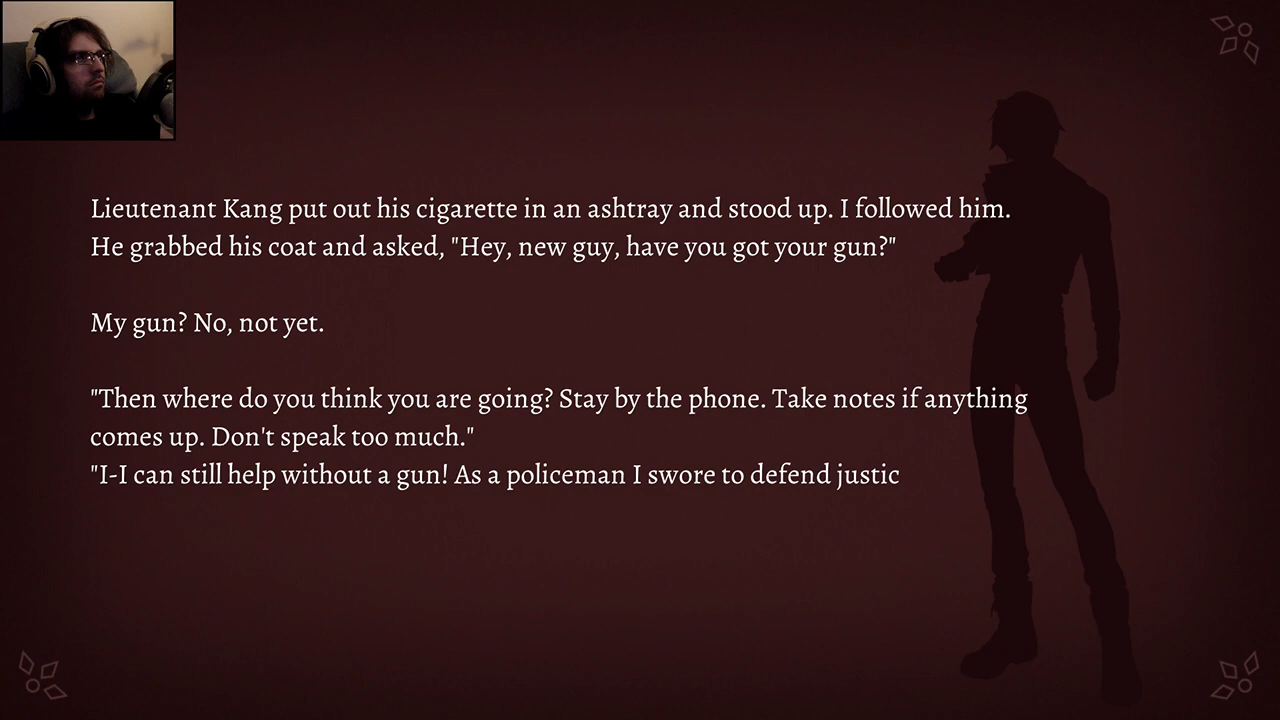 Lieutenant Kang put out his cigarette in an ashtray and stood up. I followed him.
He grabbed his coat and asked, "Hey, new guy, have you got your gun?"
My gun? No, not yet.
"Then where do you think you are going? Stay by the phone. Take notes if anything
comes up. Don't speak too much."
"I-I can still help without a gun! As a policeman I swore to defend justic